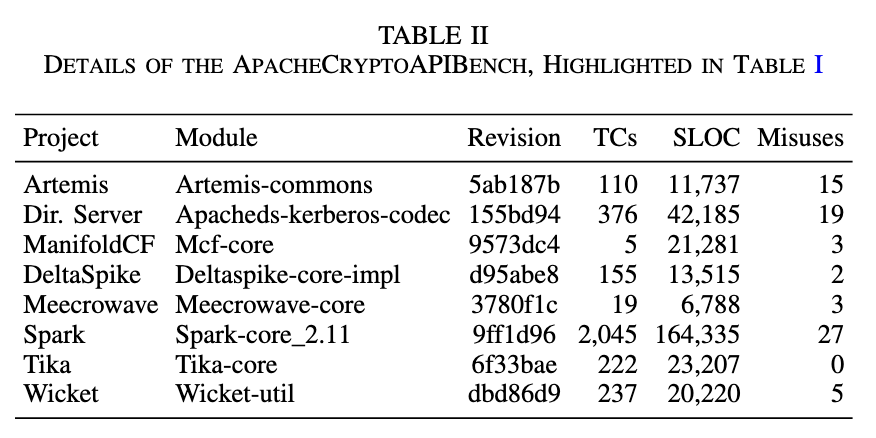 TABLE II
DETAILS OF THE APACHECRYPTOAPIBENCH, HIGHLIGHTED IN TABLE I
Project Module Revision TCs SLOC Misuses
Artemis Artemis-commons 5ab187b 110 11,737 15
Dir. Server Apacheds-kerberos-codec 155bd94 376 42,185 19
ManifoldCF Mcf-core 9573dc4 5 21,281 3
DeltaSpike Deltaspike-core-impl d95abe8 155 13,515 2
Meecrowave Meecrowave-core 3780f1c 19 6,788 3
Spark Spark-core_2.11 9ff1d96 2,045 164,335 27
Tika Tika-core 6f33bae 222 23,207 0
Wicket Wicket-util dbd86d9 237 20,220 5